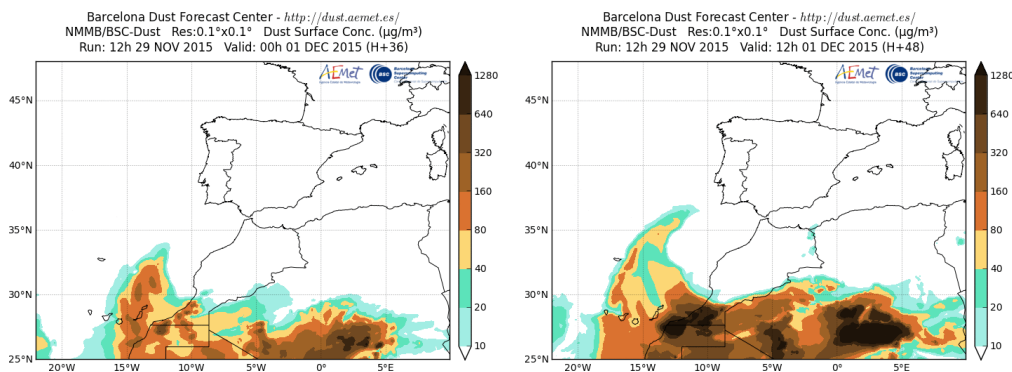 Barcelona Dust Forecast Center - http://dust.aemet.es/
NMMB/BSC-Dust Res:0.1°x0.1° Dust Surface Conc. (µg/m³)
Run: 12h 29 NOV 2015 Valid: 00h 01 DEC 2015 (H+36)
AEMet
BSC
Barcelona
Supercomputing
Center
45°N
40°N
35°N
30°N
25°N
20°W
15°W
10°W
5°W
0°E
5°E
1280
640
320
160
80
40
20
10
Barcelona Dust Forecast Center - http://dust.aemet.es/
NMMB/BSC-Dust Res:0.1°x0.1° Dust Surface Conc. (µg/m³)
Run: 12h 29 NOV 2015 Valid: 12h 01 DEC 2015 (H+48)
AEMet
BSC
Barcelona
Supercomputing
Center
45°N
40°N
35°N
30°N
25°N
20°W
15°W
10°W
5°W
0°E
5°E
1280
640
320
160
80
40
20
10